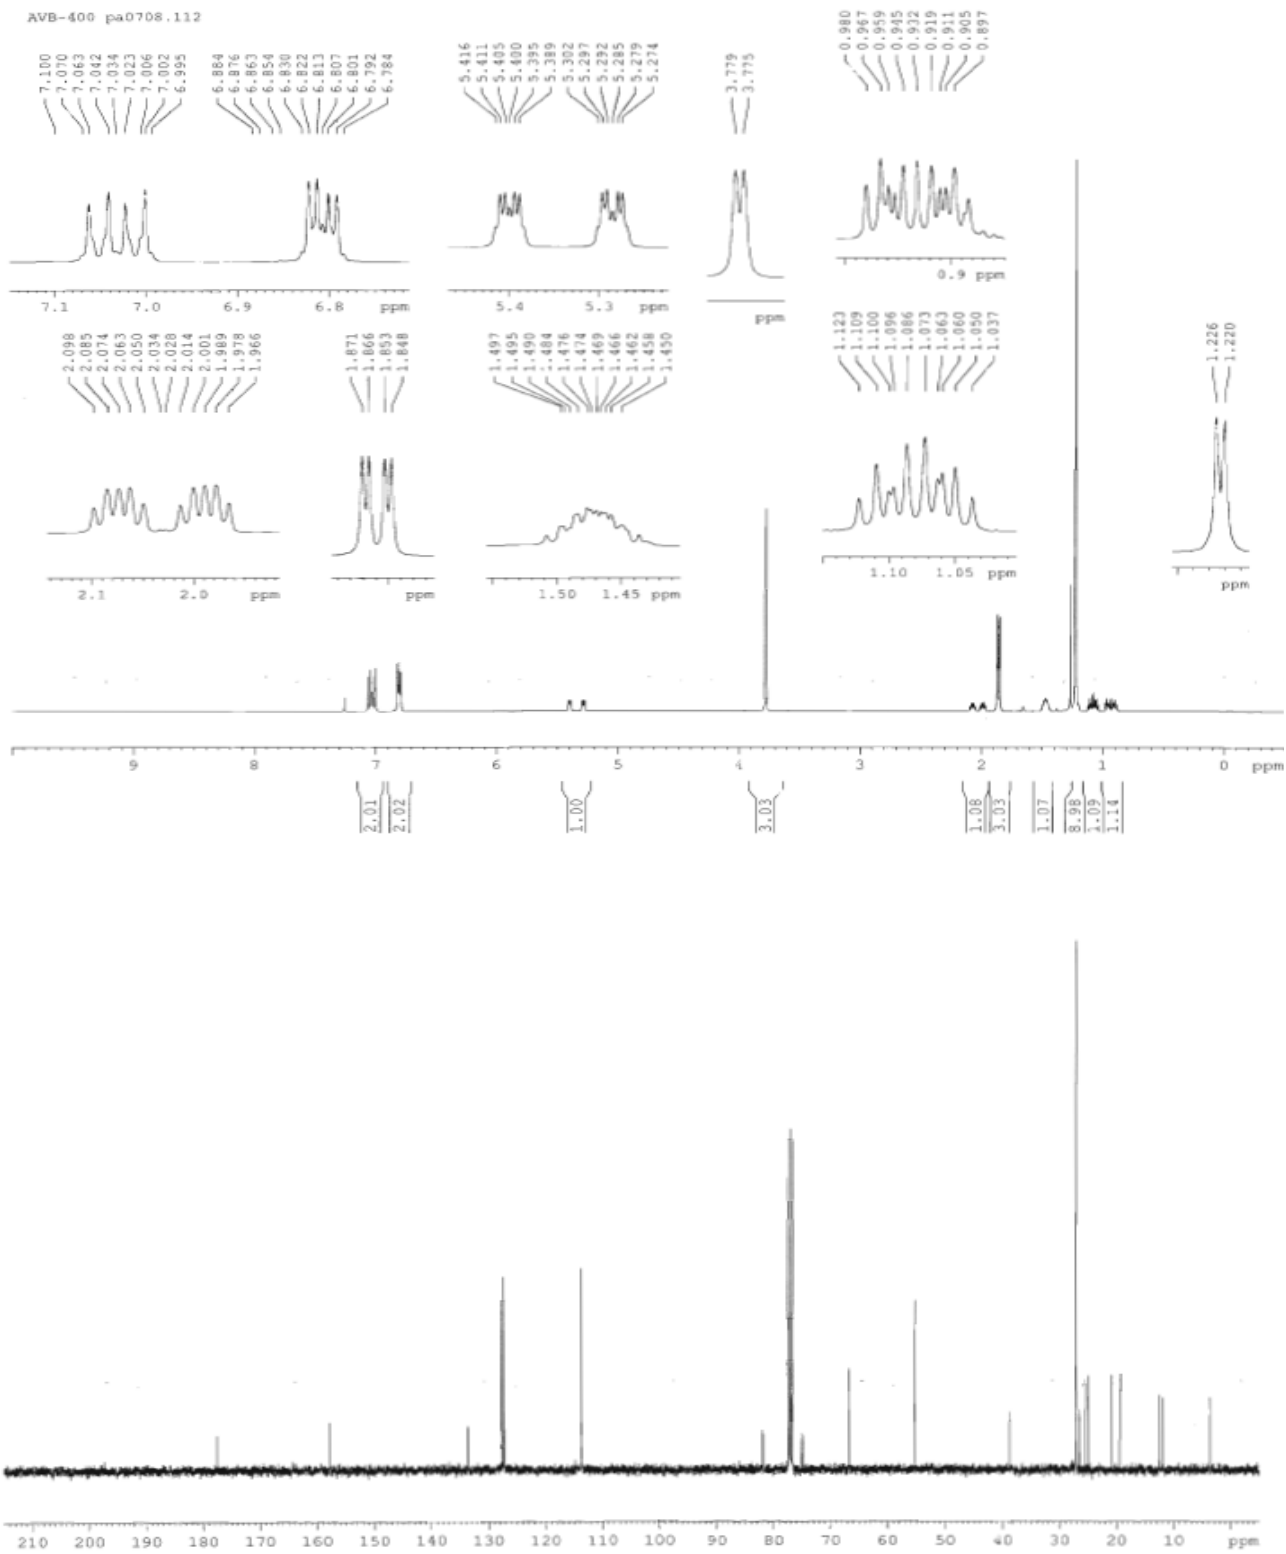 AVB-400 pa0708.112
7.100 7.070 7.063 7.042 7.034 7.023 7.006 7.002 6.995
6.884 6.876 6.863 6.854 6.830 6.822 6.813 6.807 6.801 6.792 6.784
5.416 5.411 5.405 5.400 5.395 5.389 5.302 5.297 5.292 5.285 5.279 5.274
3.779 3.775
0.980 0.967 0.959 0.945 0.932 0.919 0.911 0.905 0.897
7.1 7.0 6.9 6.8 ppm
5.4 5.3 ppm
ppm
0.9 ppm
2.098 2.085 2.074 2.063 2.050 2.034 2.028 2.014 2.001 1.989 1.978 1.966
1.871 1.866 1.853 1.848
1.497 1.495 1.490 1.484 1.476 1.474 1.469 1.466 1.462 1.458 1.450
1.123 1.109 1.100 1.096 1.086 1.073 1.063 1.060 1.050 1.037
1.226 1.220
2.1 2.0 ppm
ppm
1.50 1.45 ppm
1.10 1.05 ppm
ppm
9 8 7 6 5 4 3 2 1 0 ppm
2.01 2.02 1.00 3.03 1.08 3.03 1.07 8.98 1.09 1.14
210 200 190 180 170 160 150 140 130 120 110 100 90 80 70 60 50 40 30 20 10 ppm